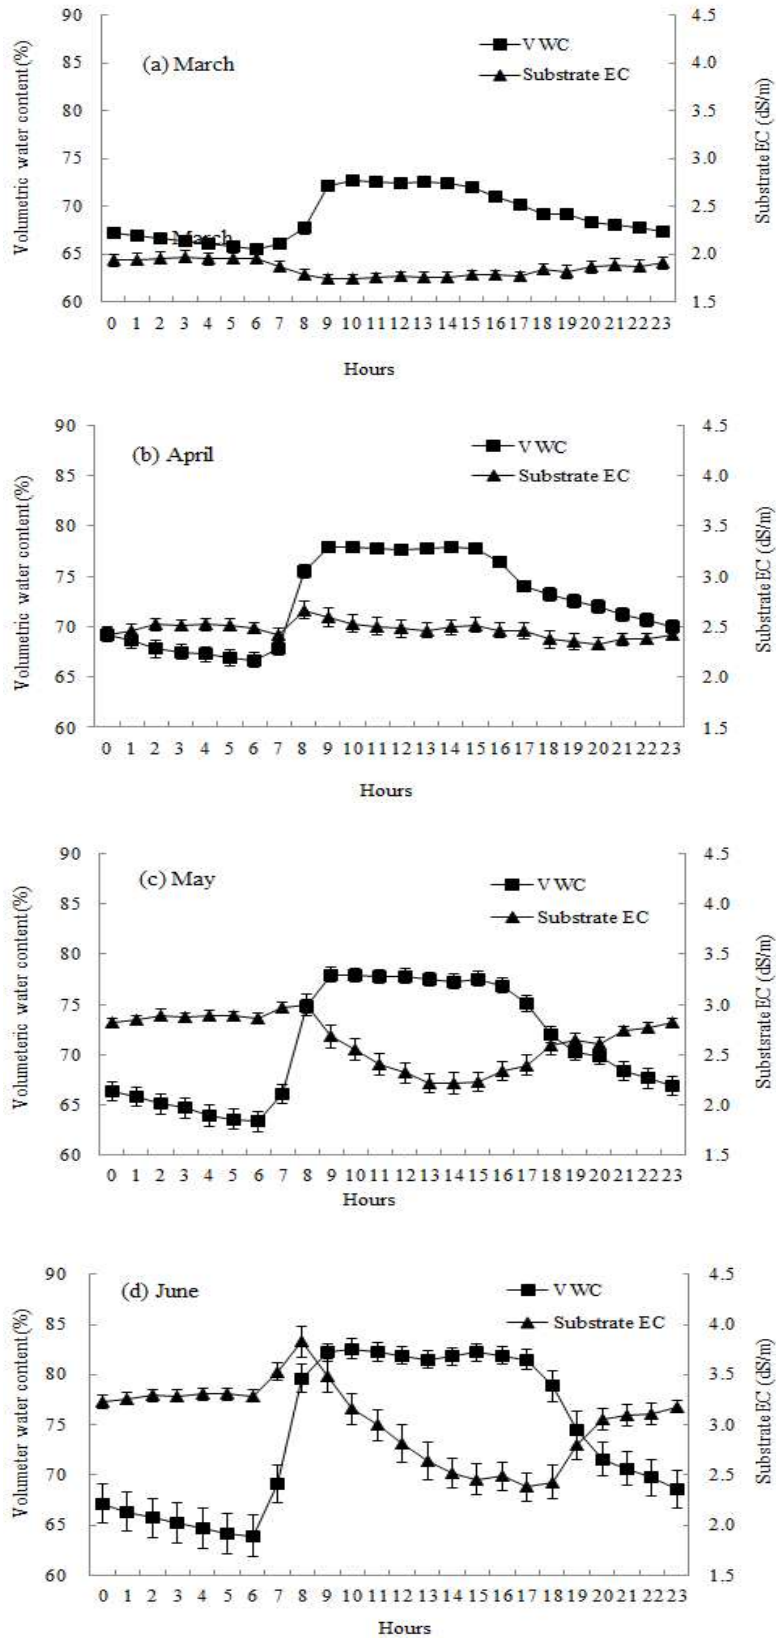 (a) March
V WC
Substrate EC
March
Volumetric water content(%)
90
85
80
75
70
65
60
Substrate EC (dS/m)
4.5
4.0
3.5
3.0
2.5
2.0
1.5
0 1 2 3 4 5 6 7 8 9 10 11 12 13 14 15 16 17 18 19 20 21 22 23
Hours
(b) April
V WC
Substrate EC
Volumetric water content(%)
90
85
80
75
70
65
60
Substrate EC (dS/m)
4.5
4.0
3.5
3.0
2.5
2.0
1.5
0 1 2 3 4 5 6 7 8 9 10 11 12 13 14 15 16 17 18 19 20 21 22 23
Hours
(c) May
V WC
Substrate EC
Volumeteric water content(%)
90
85
80
75
70
65
60
Substsrate EC (dS/m)
4.5
4.0
3.5
3.0
2.5
2.0
1.5
0 1 2 3 4 5 6 7 8 9 10 11 12 13 14 15 16 17 18 19 20 21 22 23
Hours
(d) June
V WC
Substrate EC
Volumeter water content(%)
90
85
80
75
70
65
60
Substrate EC (dS/m)
4.5
4.0
3.5
3.0
2.5
2.0
1.5
0 1 2 3 4 5 6 7 8 9 10 11 12 13 14 15 16 17 18 19 20 21 22 23
Hours